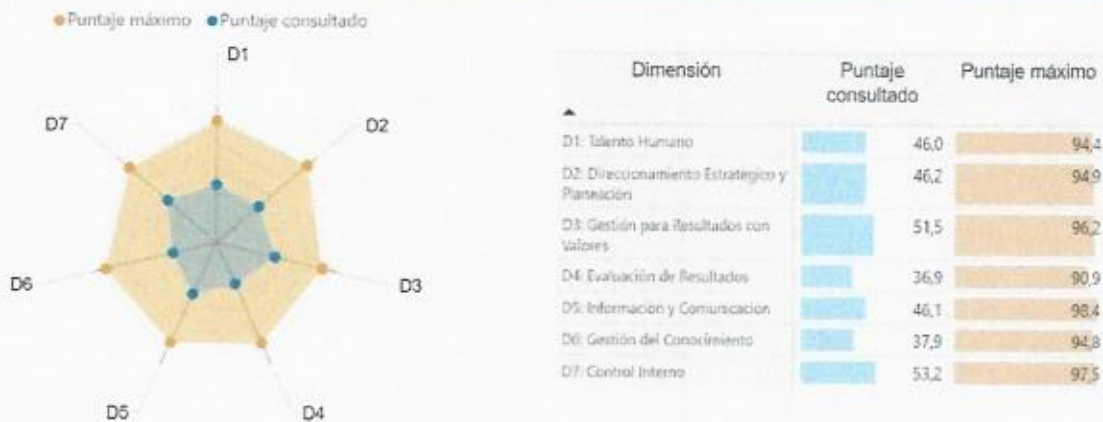 Puntaje máximo Puntaje consultado
D1
D2
D7
D6
D3
D5
D4
Dimensión Puntaje consultado Puntaje máximo
D1: Talento Humano 46,0 94,4
D2: Direccionamiento Estratégico y
Planeación 46,2 94,9
D3: Gestión para Resultados con
Valores 51,5 96,2
D4: Evaluación de Resultados 36,9 90,9
D5: Información y Comunicación 46,1 98,4
D6: Gestión del Conocimiento 37,9 94,8
D7: Control Interno 53,2 97,5